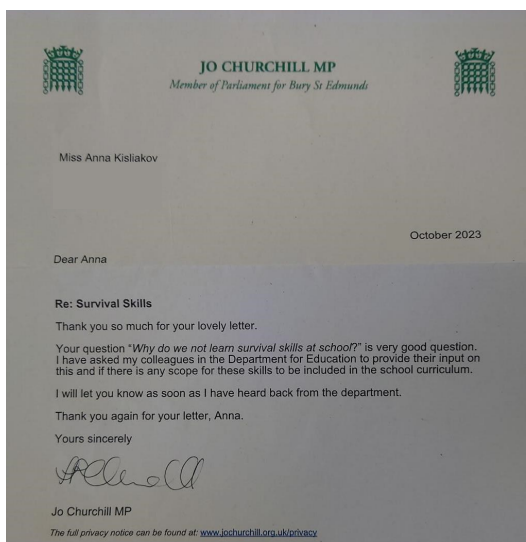 JO CHURCHILL MP
Member of Parliament for Bury St Edmunds
Miss Anna Kisliakov
October 2023
Dear Anna
Re: Survival Skills
Thank you so much for your lovely letter.
Your question “Why do we not learn survival skills at school?” is very good question.
I have asked my colleagues in the Department for Education to provide their input on
this and if there is any scope for these skills to be included in the school curriculum.
I will let you know as soon as I have heard back from the department.
Thank you again for your letter, Anna.
Yours sincerely
Jo Churchill MP
The full privacy notice can be found at: www.jochurchill.org.uk/privacy